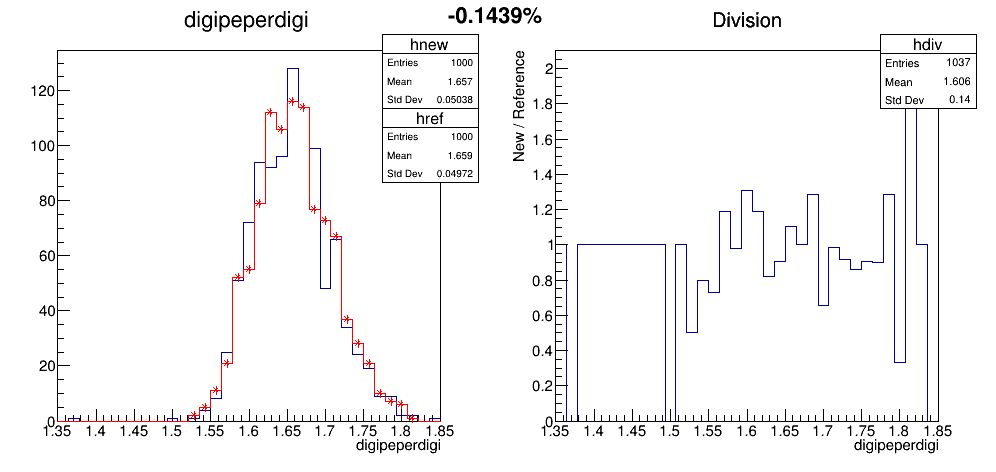 -0.1439%
digipeperdigi
hnew
Entries 1000
Mean 1.657
Std Dev 0.05038
href
Entries 1000
Mean 1.659
Std Dev 0.04972
120
100
80
60
40
20
0
1.35 1.4 1.45 1.5 1.55 1.6 1.65 1.7 1.75 1.8 1.85
digipeperdigi
Division
hdiv
Entries 1037
Mean 1.606
Std Dev 0.14
New / Reference
2
1.8
1.6
1.4
1.2
1
0.8
0.6
0.4
0.2
0
1.35 1.4 1.45 1.5 1.55 1.6 1.65 1.7 1.75 1.8 1.85
digipeperdigi